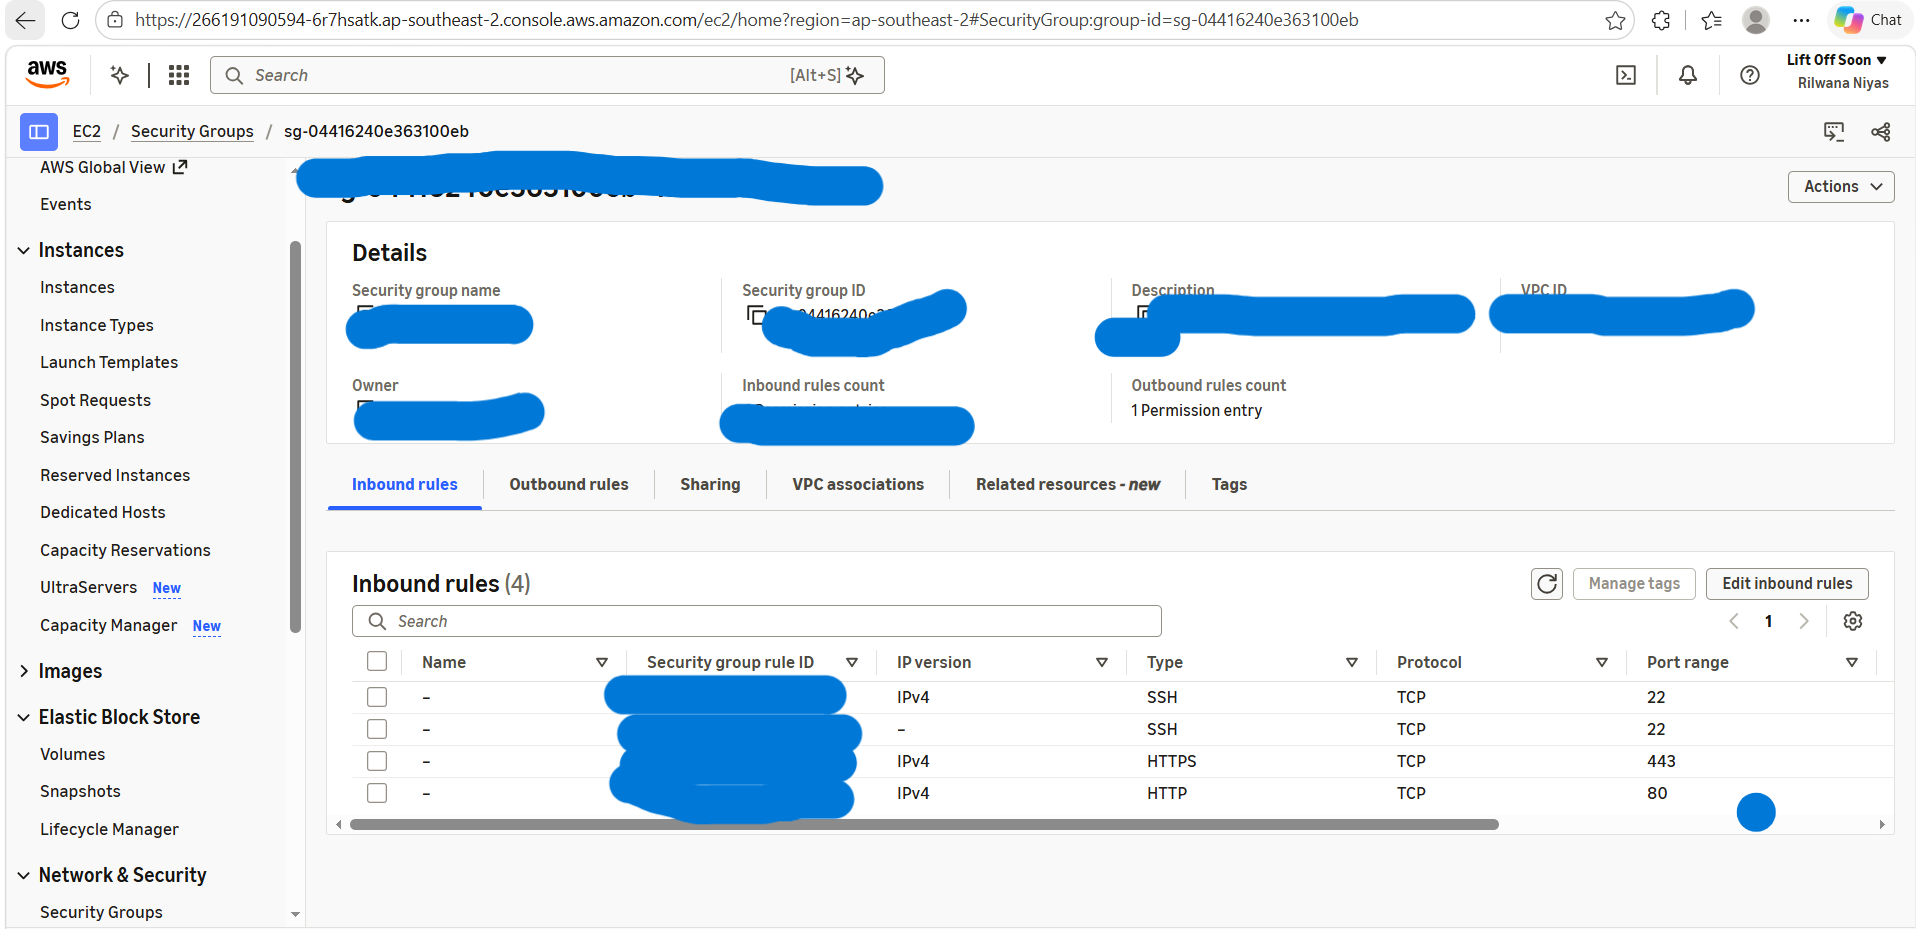 https://266191090594-6r7hsatk.ap-southeast-2.console.aws.amazon.com/ec2/home?region=ap-southeast-2#SecurityGroup:group-id=sg-04416240e363100eb
Chat
aws
Search
[Alt+S]
Lift Off Soon
Rilwana Niyas
EC2 / Security Groups / sg-04416240e363100eb
AWS Global View
Events
Instances
Instances
Instance Types
Launch Templates
Spot Requests
Savings Plans
Reserved Instances
Dedicated Hosts
Capacity Reservations
UltraServers New
Capacity Manager New
Images
Elastic Block Store
Volumes
Snapshots
Lifecycle Manager
Network & Security
Security Groups
Actions
Details
Security group name
Security group ID
Description
VPC ID
Owner
Inbound rules count
Outbound rules count
1 Permission entry
Inbound rules
Outbound rules
Sharing
VPC associations
Related resources - new
Tags
Inbound rules (4)
Manage tags
Edit inbound rules
Search
1
Name Security group rule ID IP version Type Protocol Port range
– IPv4 SSH TCP 22
– – SSH TCP 22
– IPv4 HTTPS TCP 443
– IPv4 HTTP TCP 80